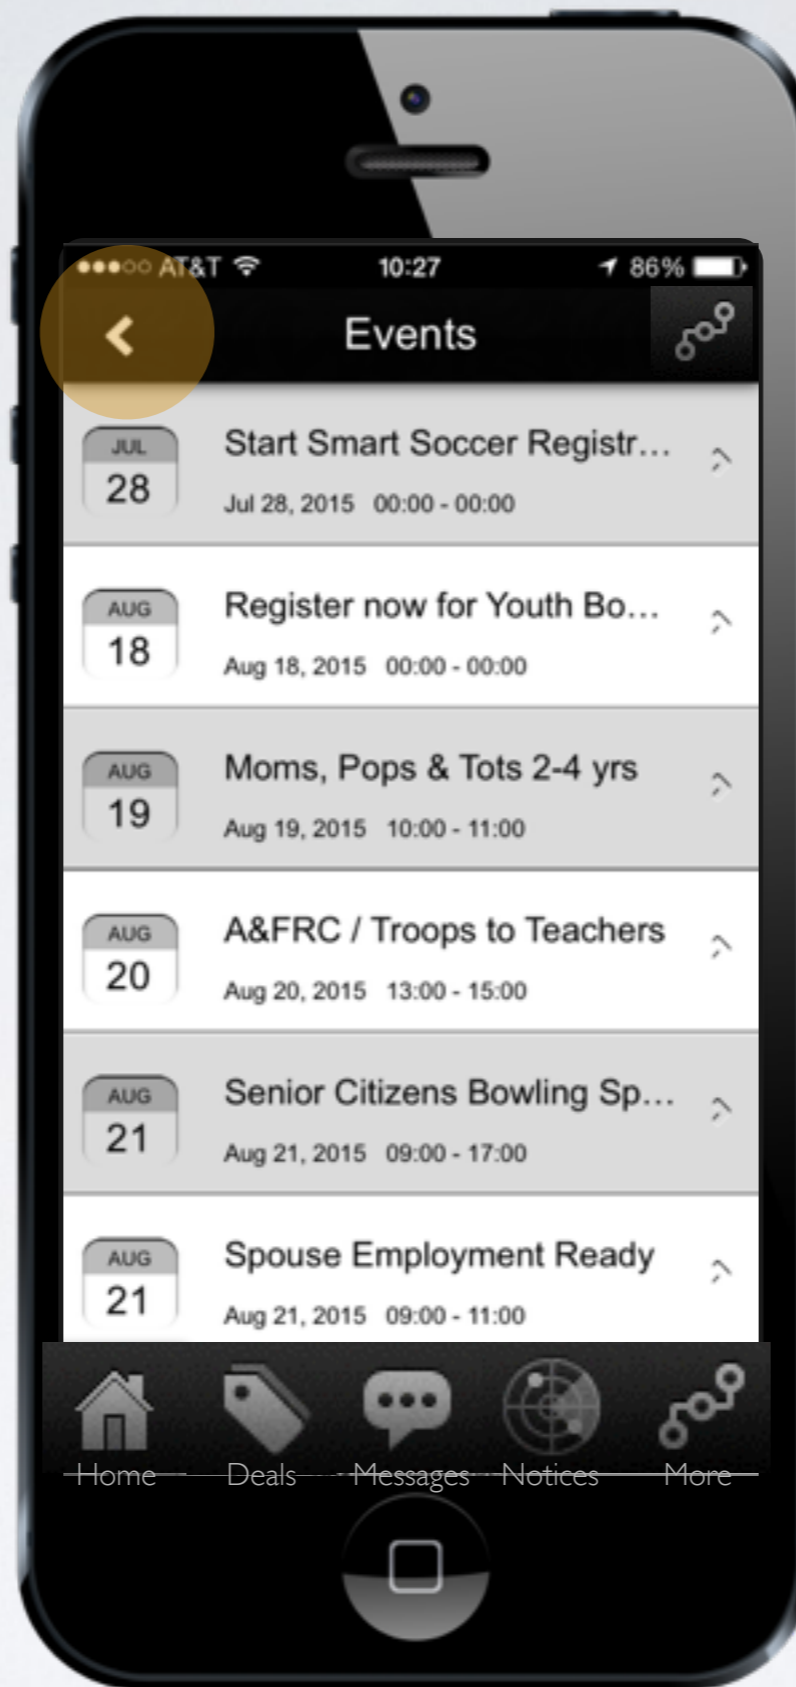 AT&T 10:27 86%
Events
JUL
28
Start Smart Soccer Registr...
Jul 28, 2015 00:00 - 00:00
AUG
18
Register now for Youth Bo...
Aug 18, 2015 00:00 - 00:00
AUG
19
Moms, Pops & Tots 2-4 yrs
Aug 19, 2015 10:00 - 11:00
AUG
20
A&FRC / Troops to Teachers
Aug 20, 2015 13:00 - 15:00
AUG
21
Senior Citizens Bowling Sp...
Aug 21, 2015 09:00 - 17:00
AUG
21
Spouse Employment Ready
Aug 21, 2015 09:00 - 11:00
Home Deals Messages Notices More